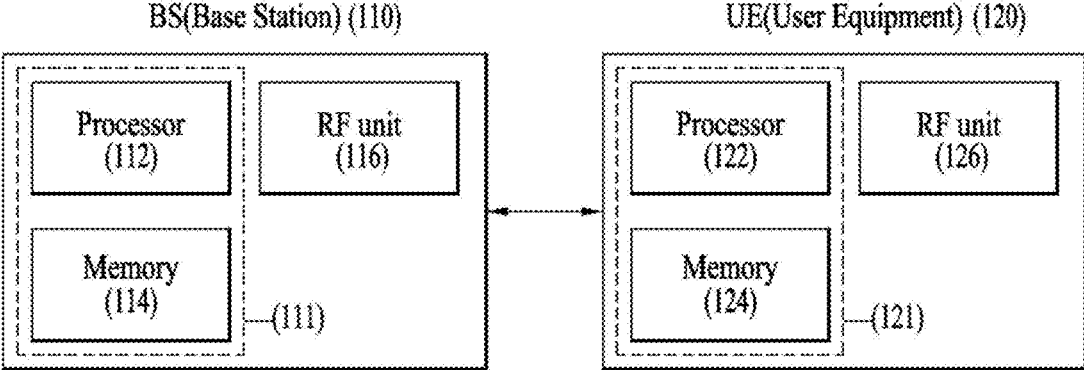 BS(Base Station) (110)
Processor
(112)
RF unit
(116)
Memory
(114)
(111)
UE(User Equipment) (120)
Processor
(122)
RF unit
(126)
Memory
(124)
(121)